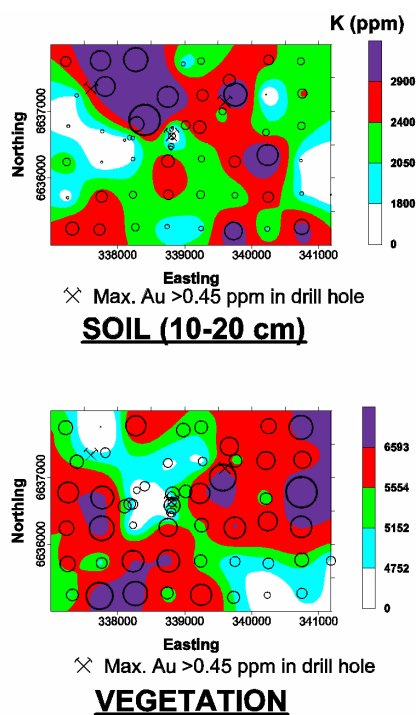 K (ppm)
2900
2400
2050
1800
0
Northing
6637000
6636000
338000 339000 340000 341000
Easting
Max. Au >0.45 ppm in drill hole
SOIL (10-20 cm)
6593
5554
5152
4752
0
Northing
6637000
6636000
338000 339000 340000 341000
Easting
Max. Au >0.45 ppm in drill hole
VEGETATION